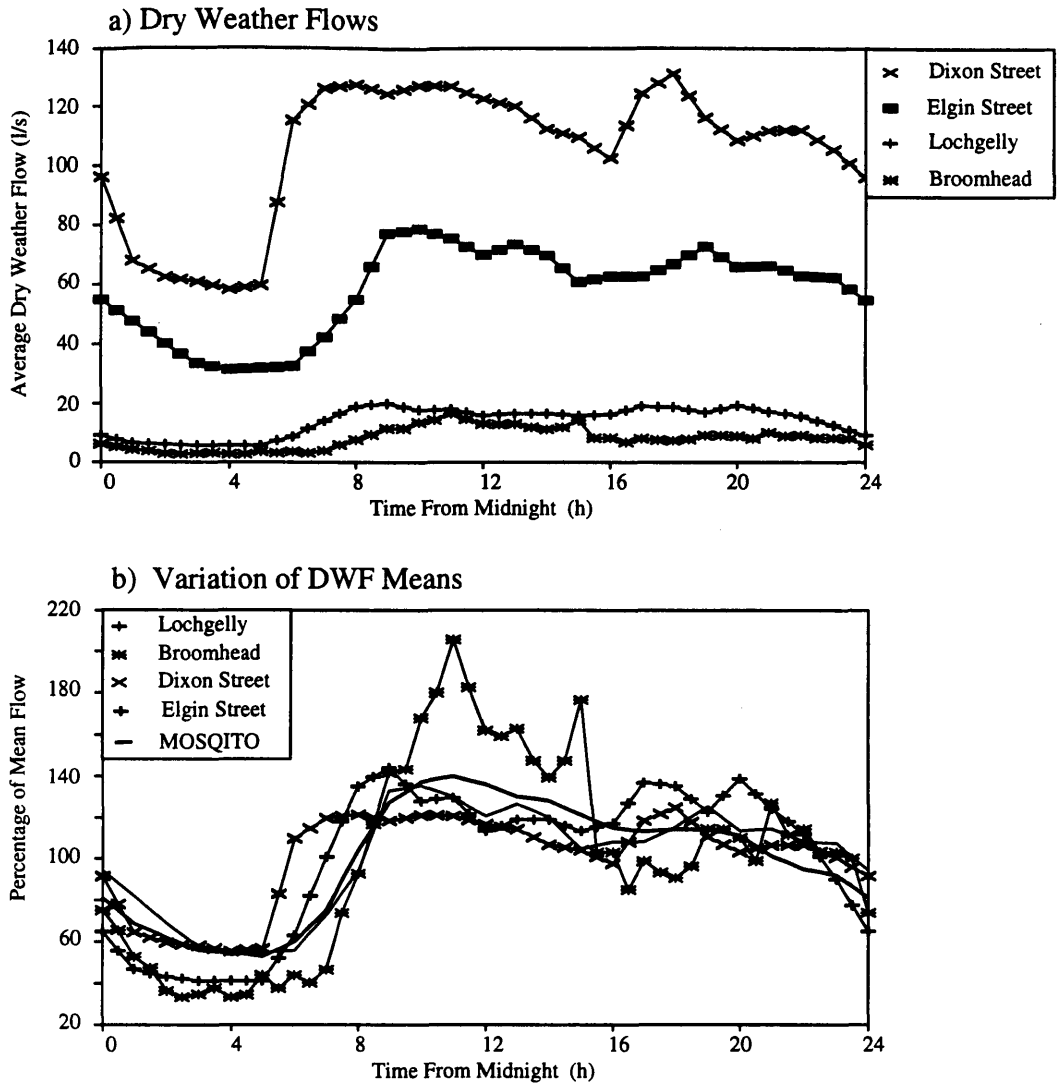 a) Dry Weather Flows
140
120
100
80
60
40
20
0
Average Dry Weather Flow (l/s)
Dixon Street
Elgin Street
Lochgelly
Broomhead
0 4 8 12 16 20 24
Time From Midnight (h)
b) Variation of DWF Means
220
180
140
100
60
20
Percentage of Mean Flow
Lochgelly
Broomhead
Dixon Street
Elgin Street
MOSQITO
0 4 8 12 16 20 24
Time From Midnight (h)